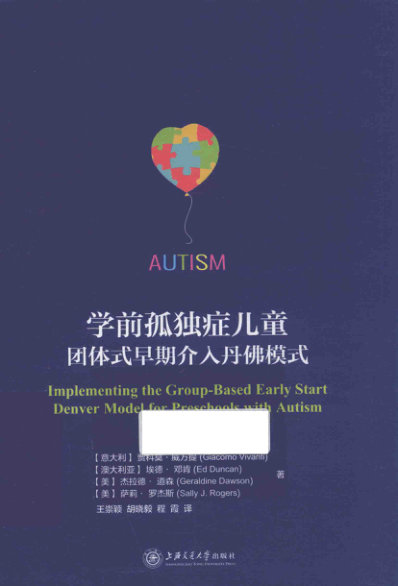 AUTISM
学前孤独症儿童
团体式早期介入丹佛模式
Implementing the Group-Based Early Start
Denver Model for Preschools with Autism
【意大利】贾科莫·威万提 (Giacomo Vivanti)
【澳大利亚】埃德·邓肯 (Ed Duncan)
【美】杰拉德·道森 (Geraldine Dawson)
【美】萨莉·罗杰斯 (Sally J. Rogers)
著
王崇颖 胡晓毅 程霞 译
上海交通大学出版社